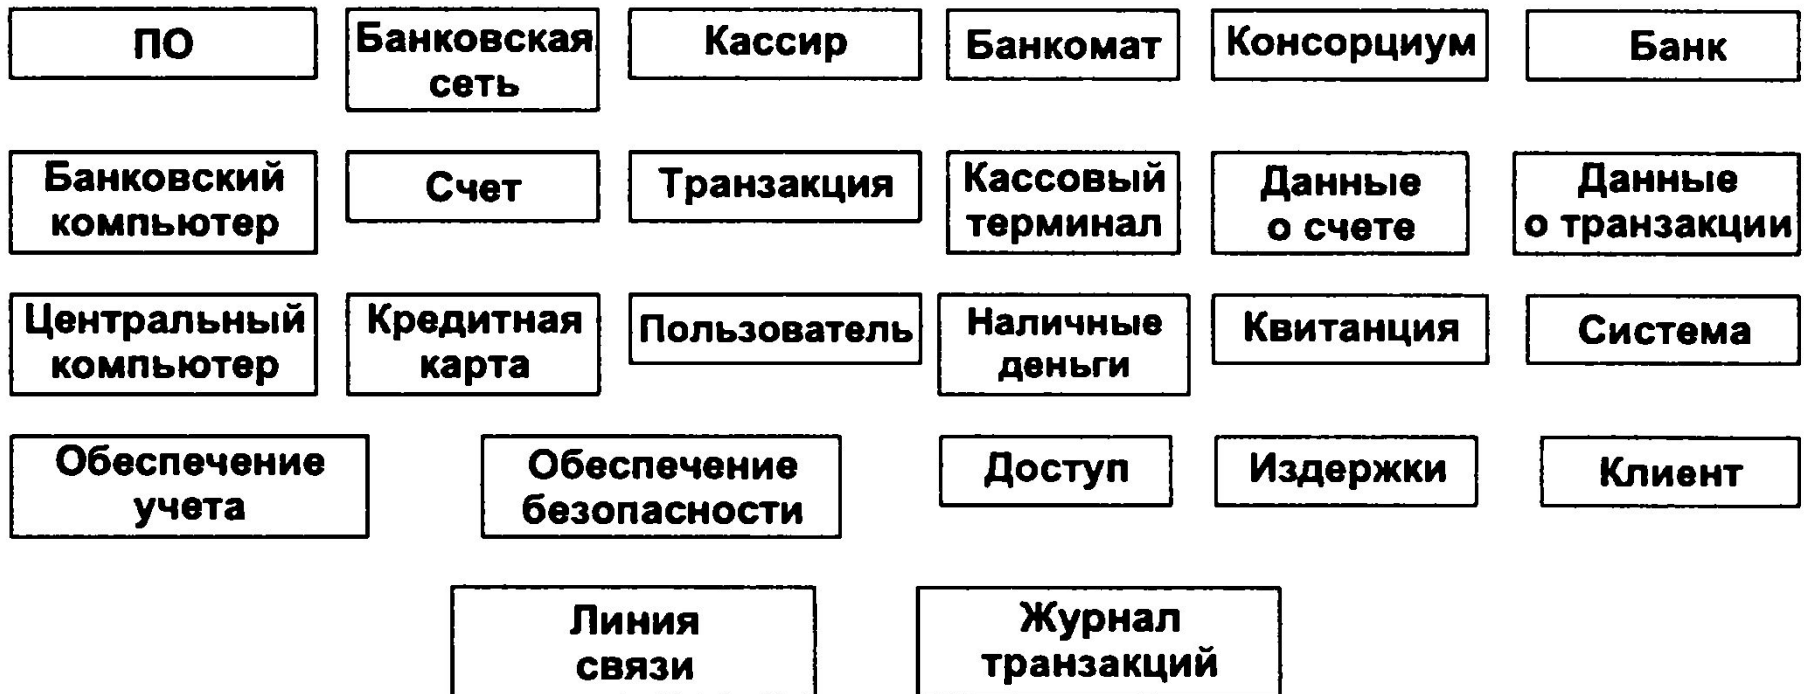 ПО
Банковская
сеть
Кассир
Банкомат
Консорциум
Банк
Банковский
компьютер
Счет
Транзакция
Кассовый
терминал
Данные
о счете
Данные
о транзакции
Центральный
компьютер
Кредитная
карта
Пользователь
Наличные
деньги
Квитанция
Система
Обеспечение
учета
Обеспечение
безопасности
Доступ
Издержки
Клиент
Линия
связи
Журнал
транзакций